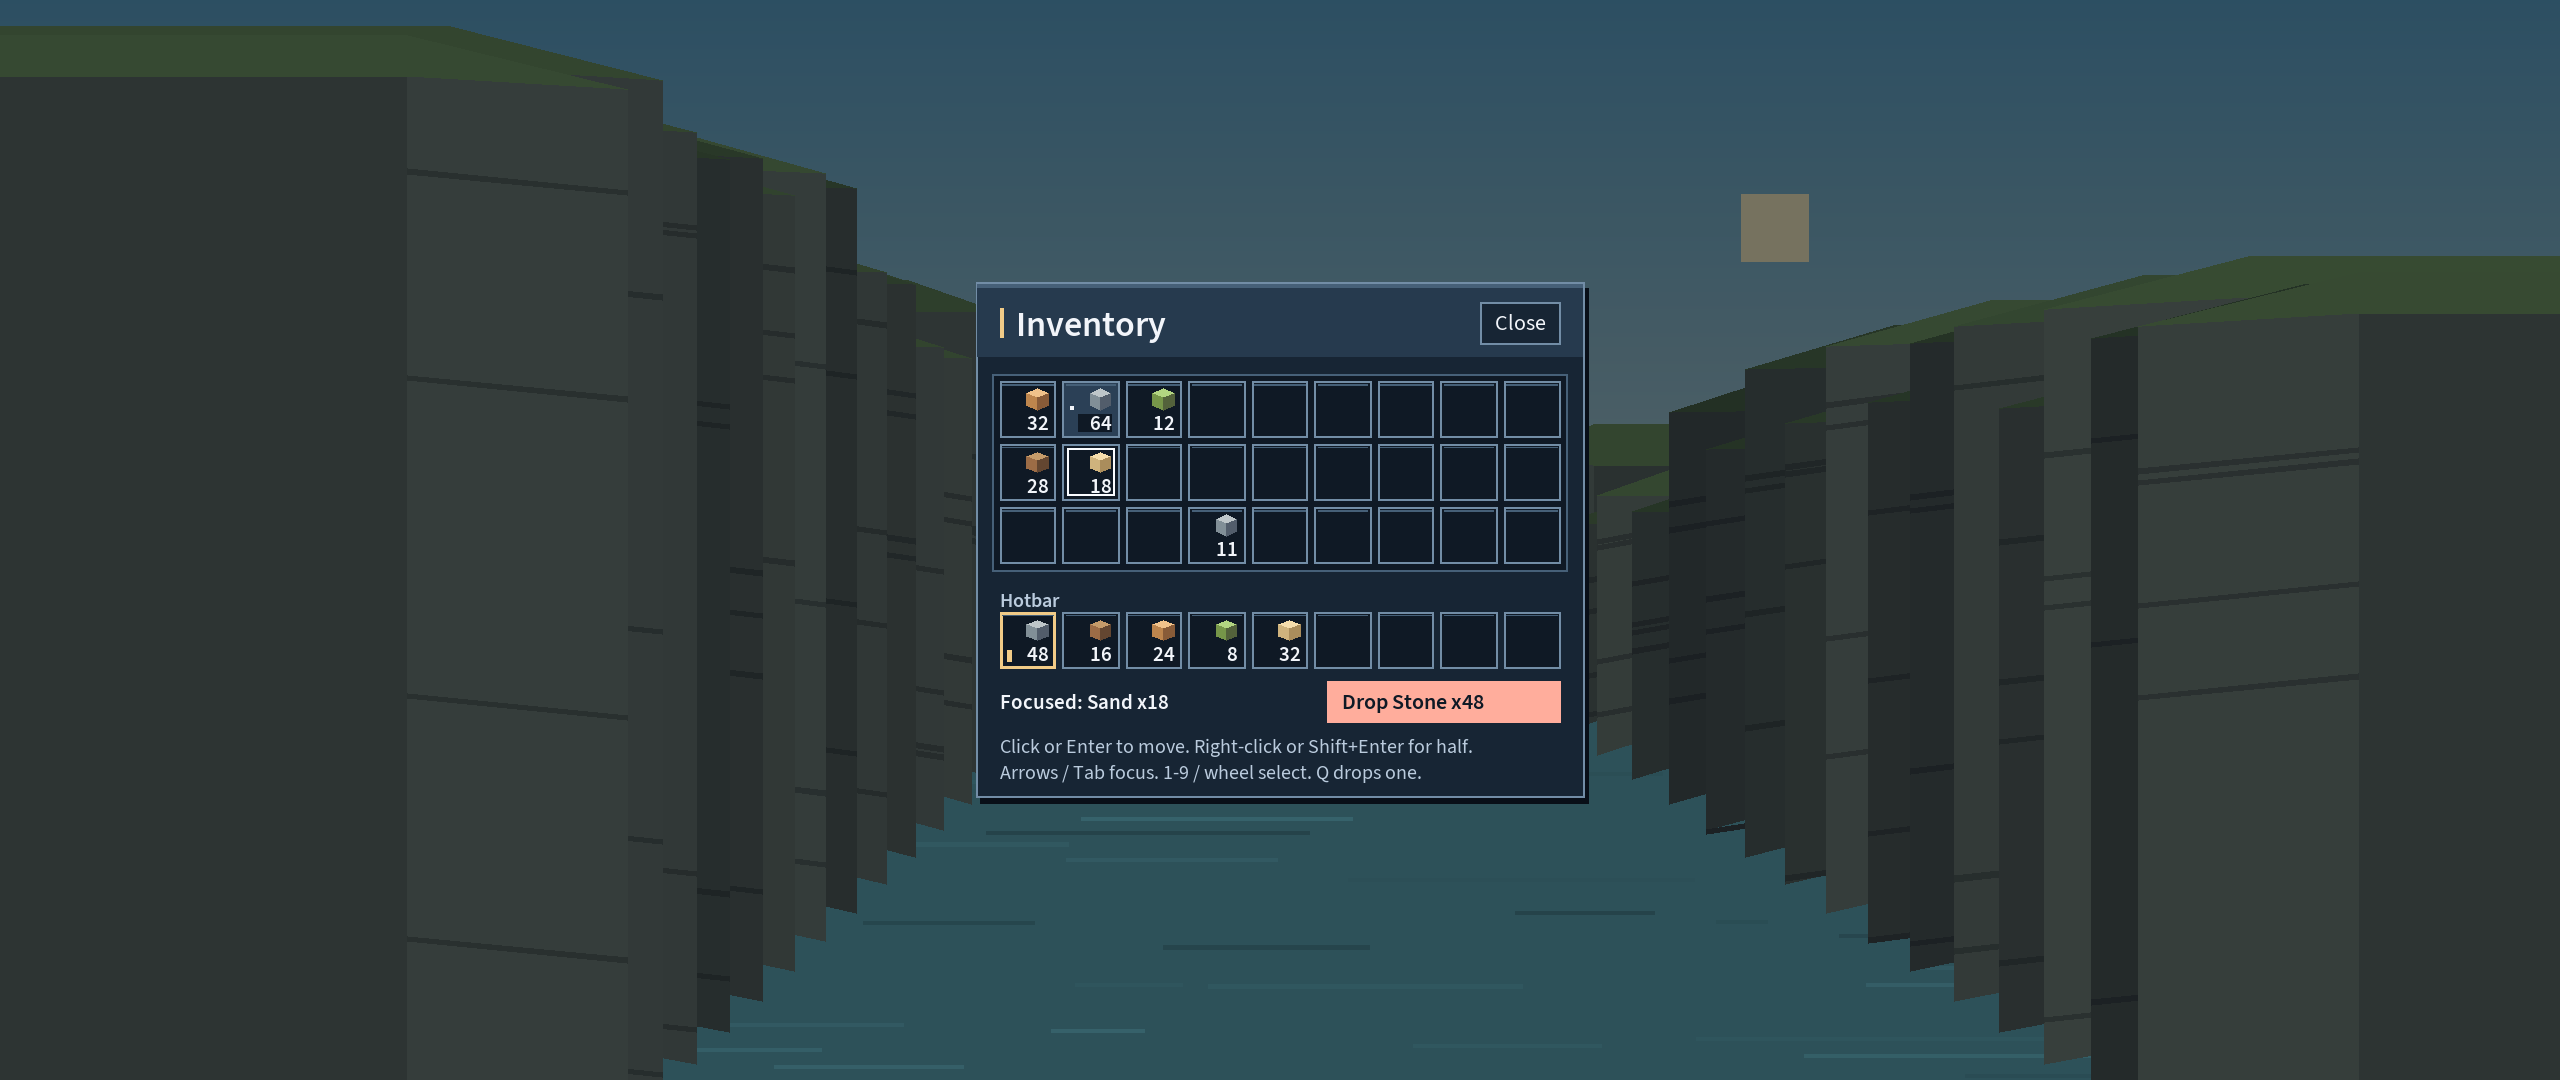 Inventory
Close
32 64 12
28 18
11
Hotbar
48 16 24 8 32
Focused: Sand x18
Drop Stone x48
Click or Enter to move. Right-click or Shift+Enter for half.
Arrows / Tab focus. 1-9 / wheel select. Q drops one.